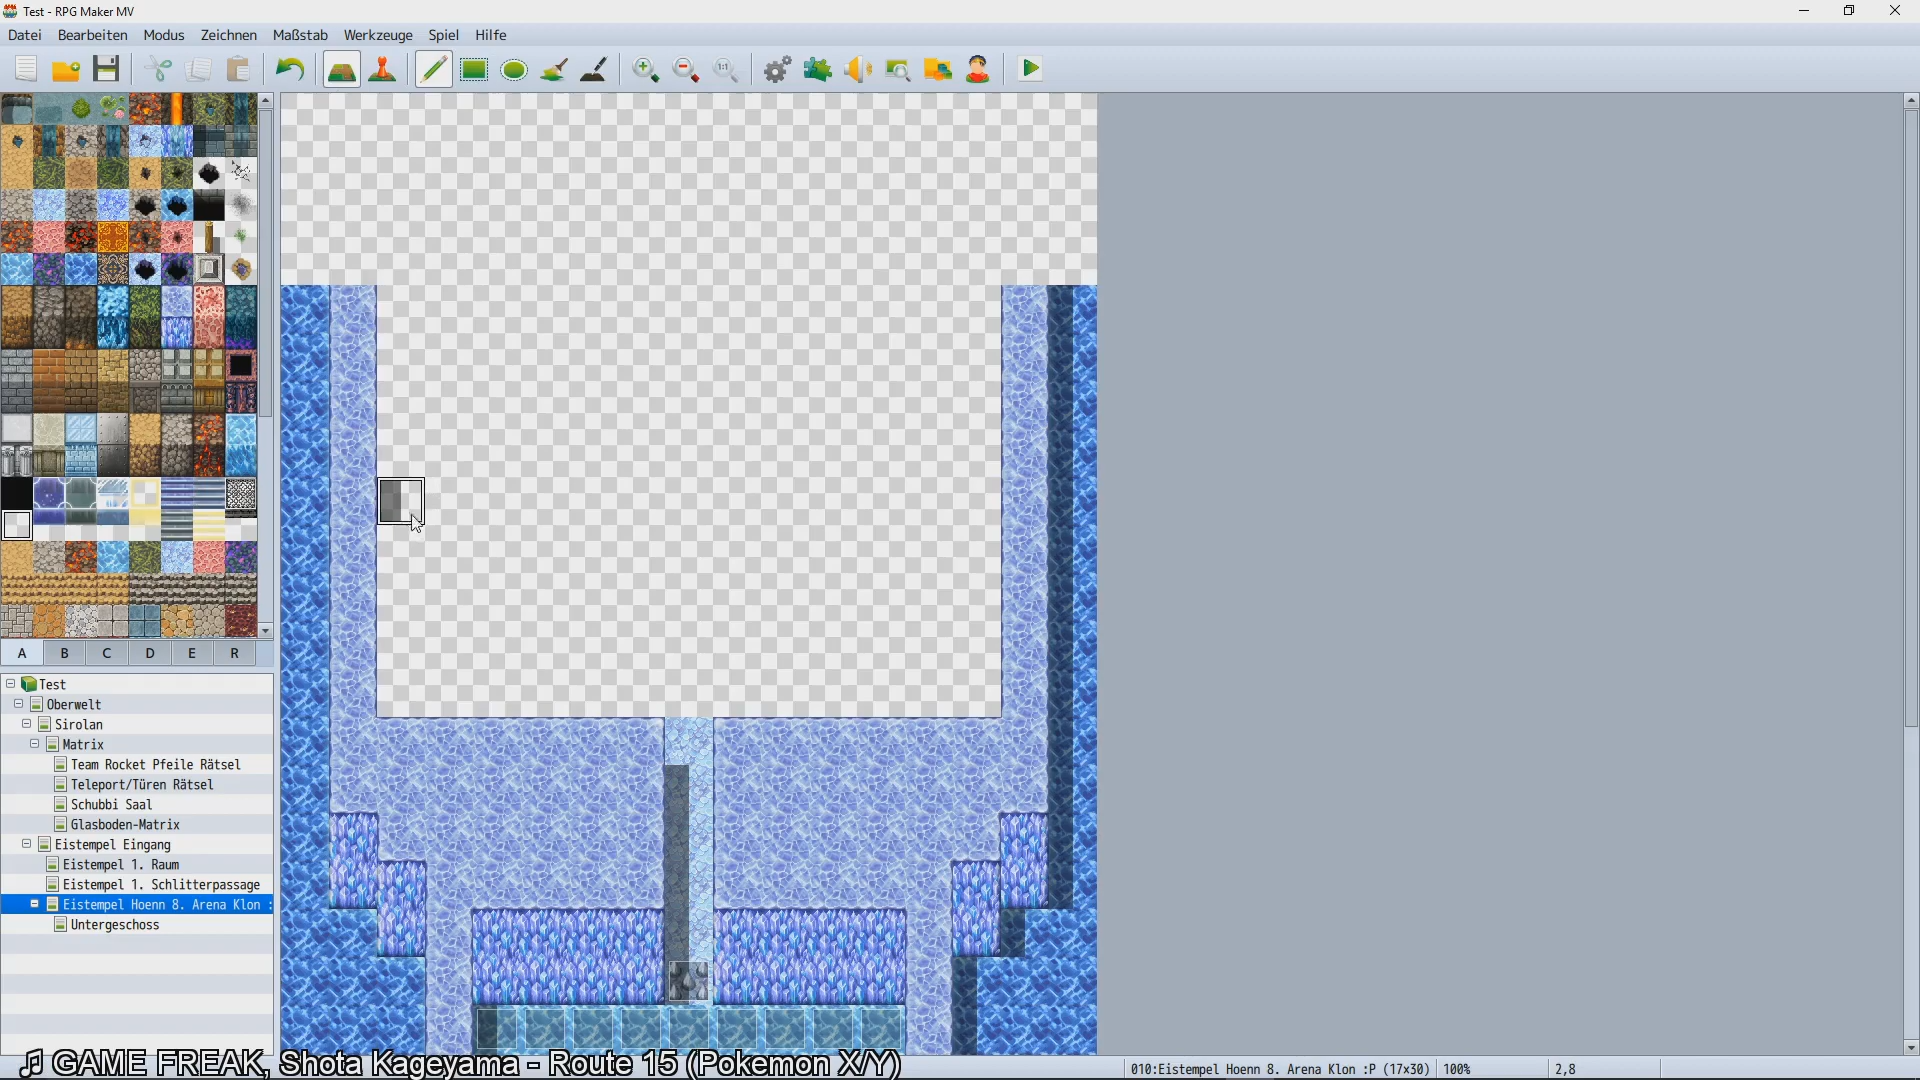 Test - RPG Maker MV
Datei Bearbeiten Modus Zeichnen Maßstab Werkzeuge Spiel Hilfe
1:1
A B C D E R
Test
Oberwelt
Sirolan
Matrix
Team Rocket Pfeile Rätsel
Teleport/Türen Rätsel
Schubbi Saal
Glasboden-Matrix
Eistempel Eingang
Eistempel 1. Raum
Eistempel 1. Schlitterpassage
Eistempel Hoenn 8. Arena Klon :
Untergeschoss
♫ GAME FREAK, Shota Kageyama - Route 15 (Pokemon X/Y)
010:Eistempel Hoenn 8. Arena Klon :P (17x30) 100% 2,8